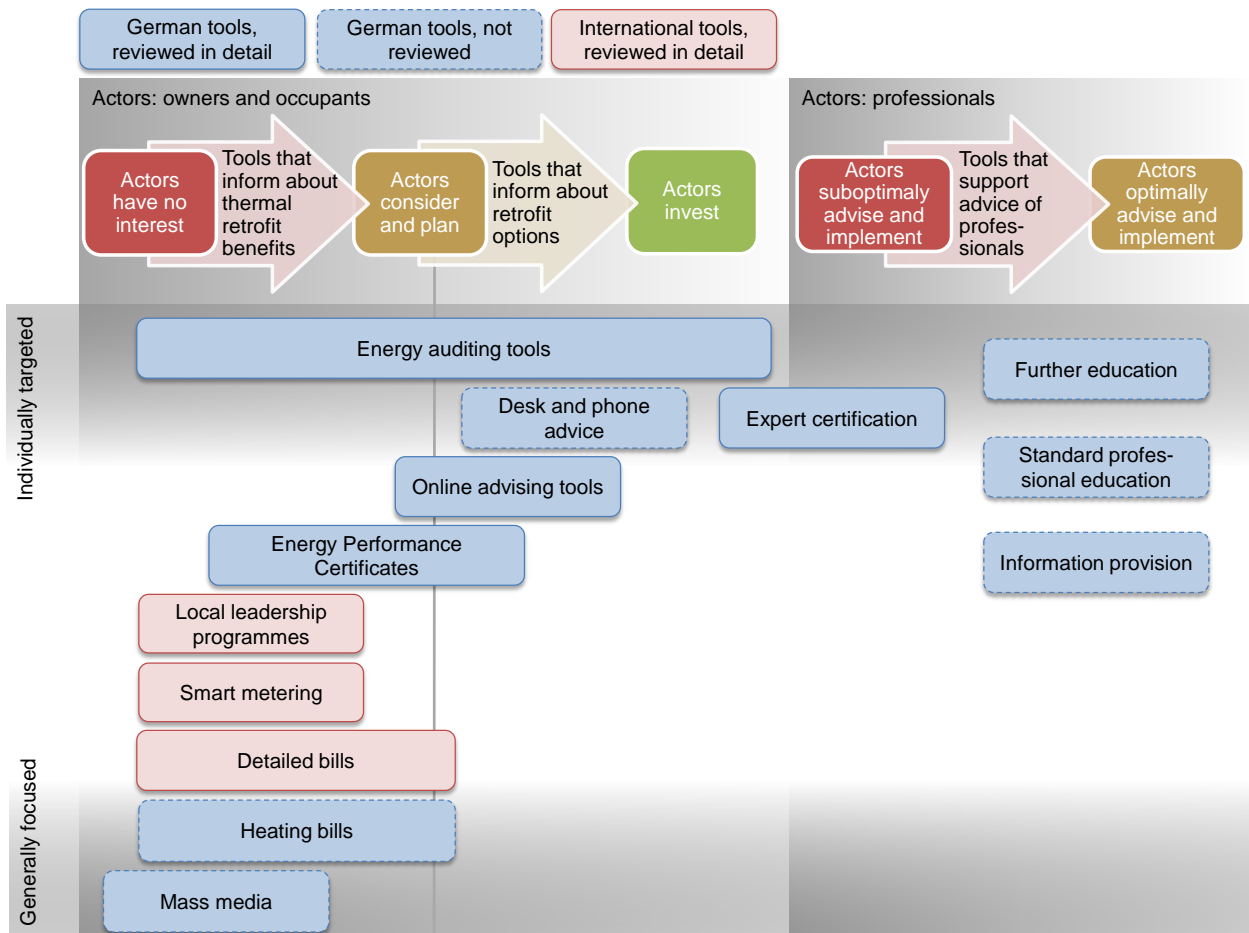 German tools,
reviewed in detail
German tools, not
reviewed
International tools,
reviewed in detail
Actors: owners and occupants
Actors: professionals
Actors
have no
interest
Tools that
inform about
thermal
retrofit
benefits
Actors
consider
and plan
Tools that
inform about
retrofit
options
Actors
invest
Actors
suboptimaly
advise and
implement
Tools that
support
advice of
profes-
sionals
Actors
optimally
advise and
implement
Individually targeted
Energy auditing tools
Further education
Desk and phone
advice
Expert certification
Standard profes-
sional education
Online advising tools
Energy Performance
Certificates
Information provision
Local leadership
programmes
Smart metering
Detailed bills
Generally focused
Heating bills
Mass media